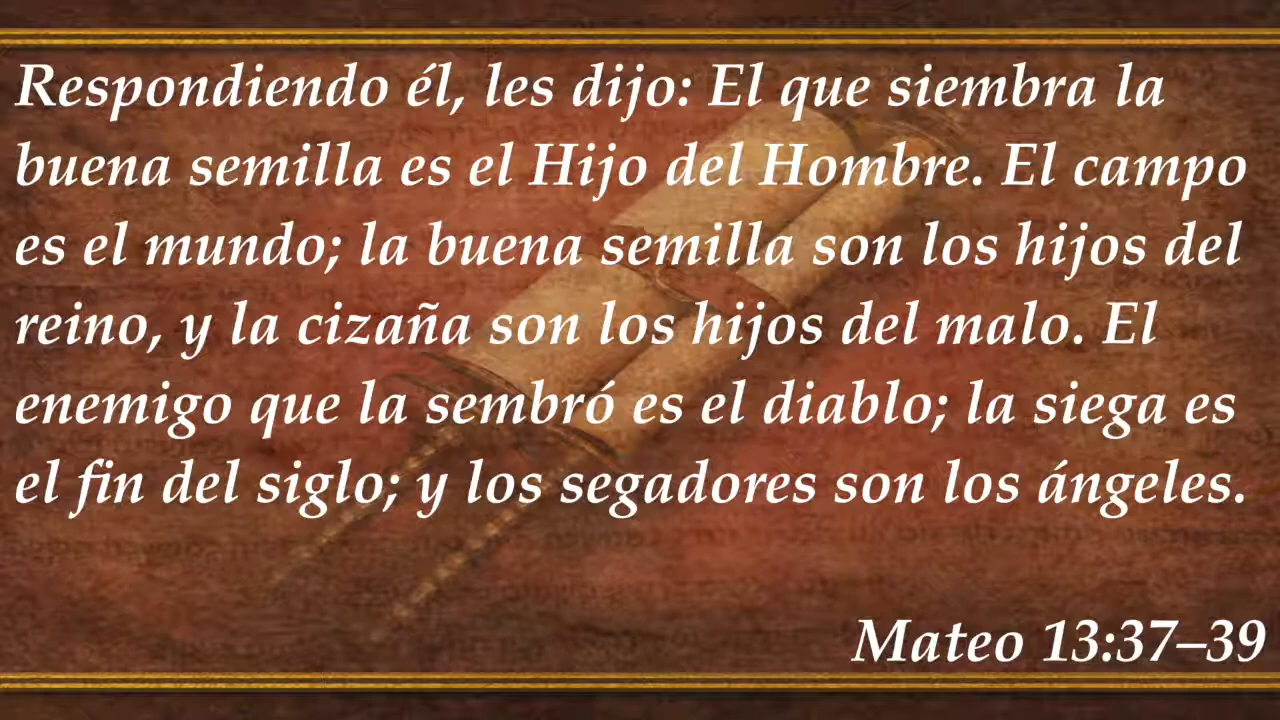 Respondiendo él, les dijo: El que siembra la
buena semilla es el Hijo del Hombre. El campo
es el mundo; la buena semilla son los hijos del
reino, y la cizaña son los hijos del malo. El
enemigo que la sembró es el diablo; la siega es
el fin del siglo; y los segadores son los ángeles.
Mateo 13:37–39